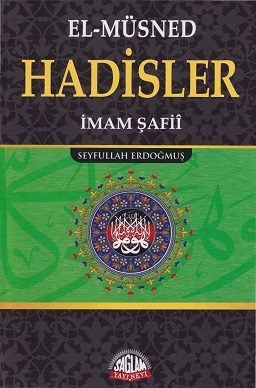 EL-MÜSNED
HADİSLER
İMAM ŞAFİÎ
SEYFULLAH ERDOĞMUŞ
SAĞLAM
YAYINEVİ